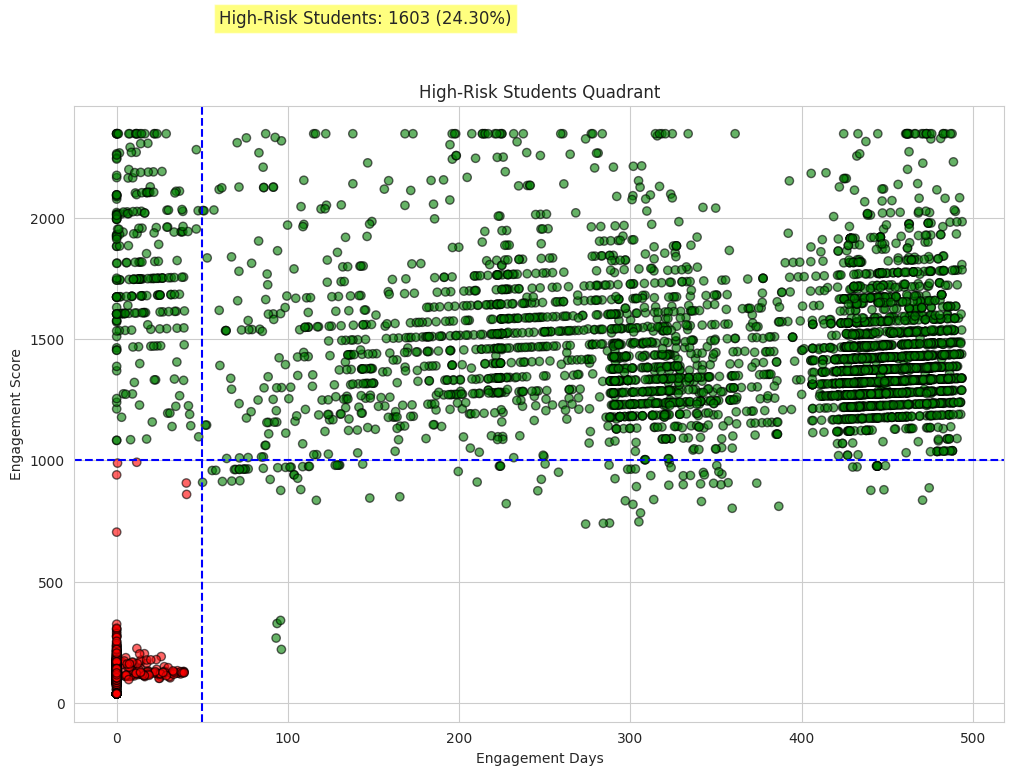 High-Risk Students: 1603 (24.30%)
High-Risk Students Quadrant
Engagement Score
2000
1500
1000
500
0
0 100 200 300 400 500
Engagement Days